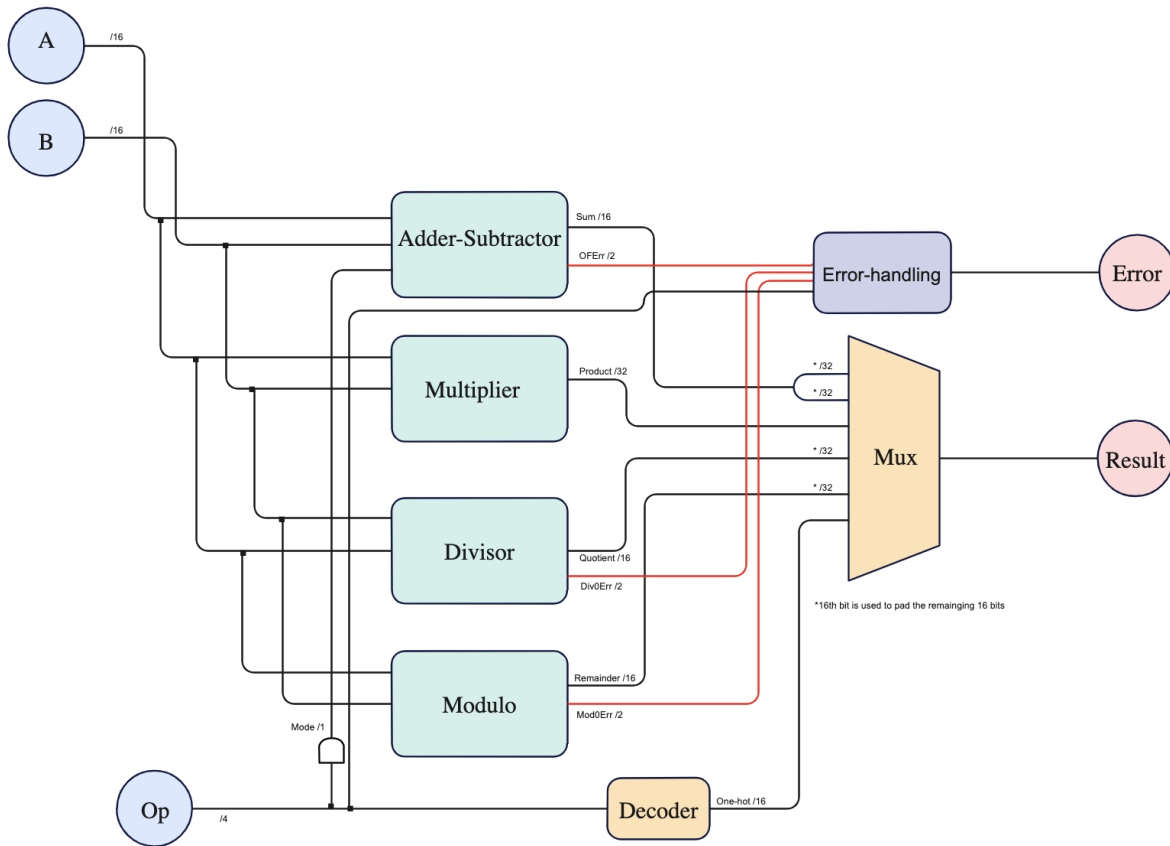 A
/16
B
/16
Adder-Subtractor
Sum /16
OFErr /2
Error-handling
Error
Multiplier
Product /32
* /32
* /32
* /32
* /32
Mux
Result
Divisor
Quotient /16
Div0Err /2
*16th bit is used to pad the remainging 16 bits
Modulo
Remainder /16
Mod0Err /2
Mode /1
Op
/4
Decoder
One-hot /16